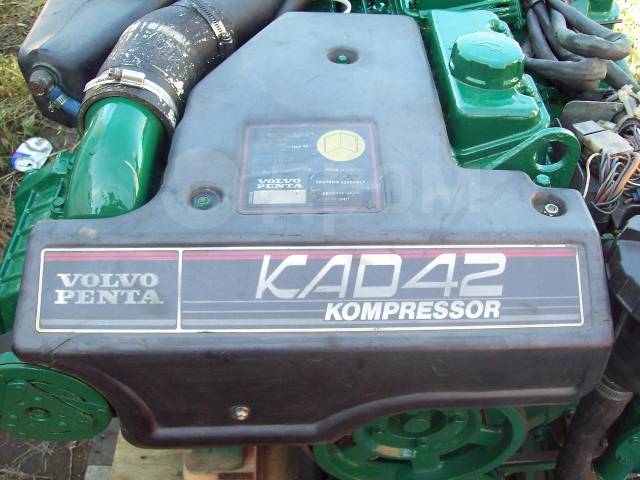 VOLVO
PENTA
VOLVO
PENTA
KAD42
KOMPRESSOR